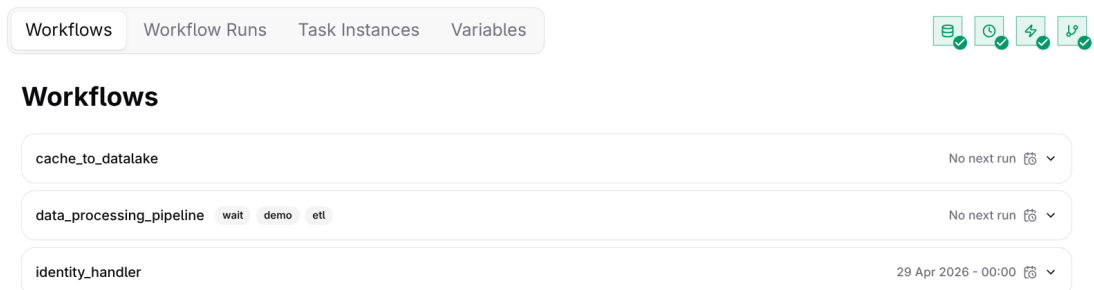 Workflows Workflow Runs Task Instances Variables
Workflows
cache_to_datalake No next run
data_processing_pipeline wait demo etl No next run
identity_handler 29 Apr 2026 - 00:00